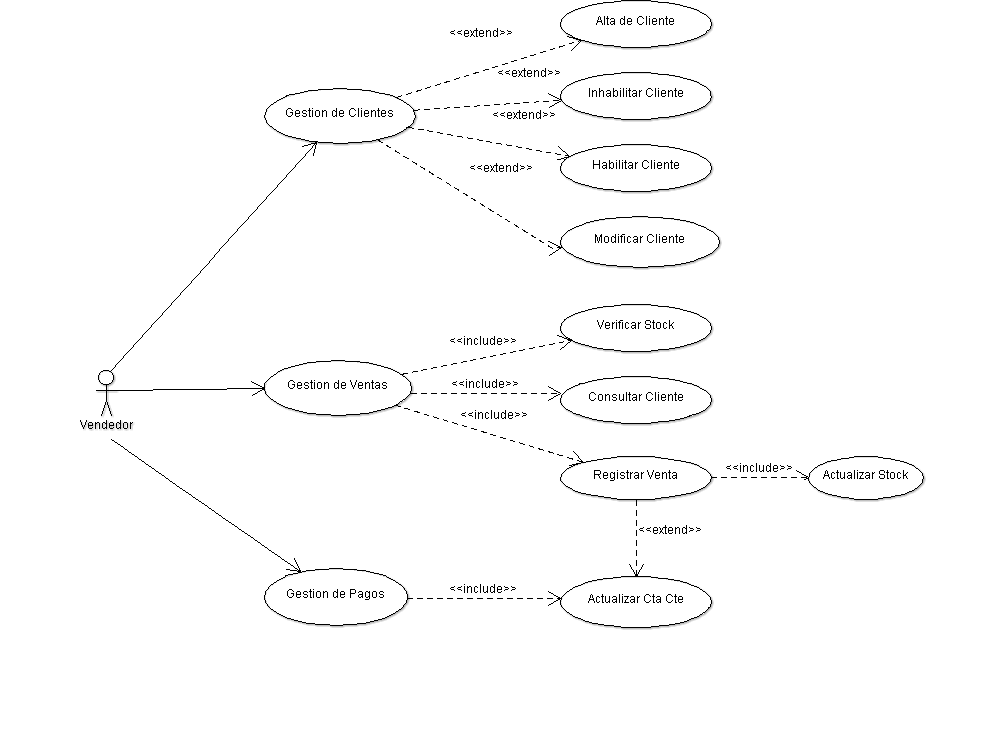 Alta de Cliente
<<extend>>
<<extend>>
Inhabilitar Cliente
Gestion de Clientes
<<extend>>
Habilitar Cliente
<<extend>>
Modificar Cliente
Verificar Stock
<<include>>
Gestion de Ventas
<<include>>
Consultar Cliente
<<include>>
Vendedor
Registrar Venta
<<include>>
Actualizar Stock
<<extend>>
Gestion de Pagos
<<include>>
Actualizar Cta Cte